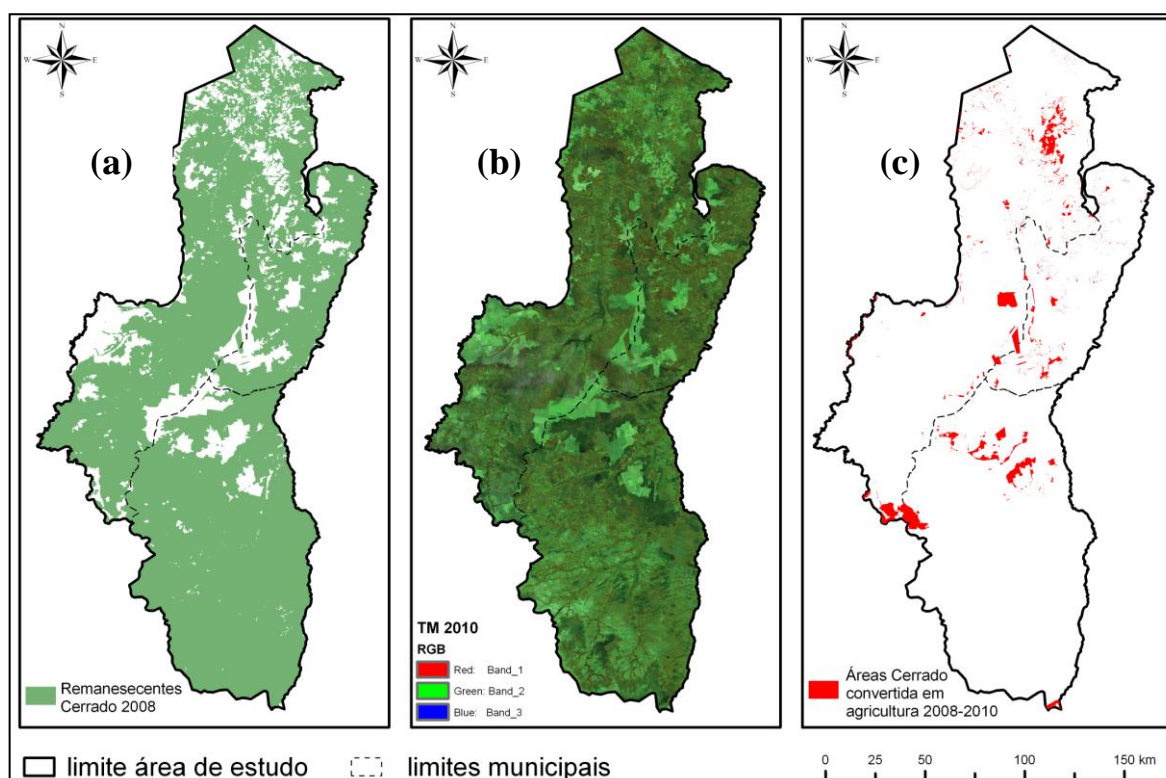 N
W E
S
(a)
Remanesecentes
Cerrado 2008
N
W E
S
(b)
TM 2010
RGB
Red: Band_1
Green: Band_2
Blue: Band_3
N
W E
S
(c)
Áreas Cerrado
convertida em
agricultura 2008-2010
limite área de estudo
limites municipais
0 25 50 100 150 km